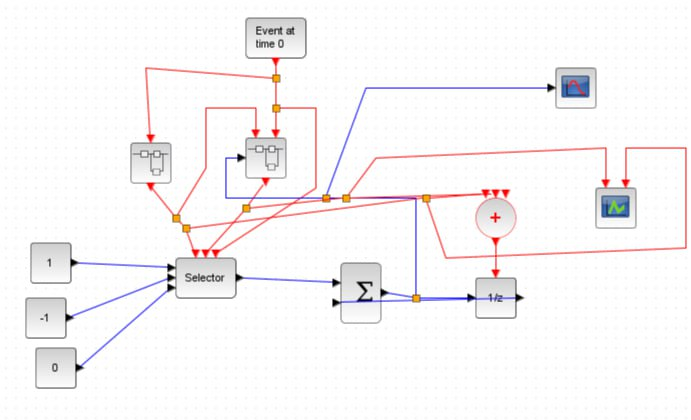 Event at
time 0
+
1
Selector
Σ
1/z
-1
0